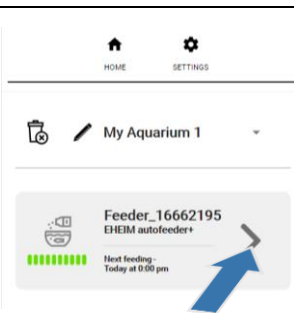 HOME SETTINGS
My Aquarium 1
Feeder_16662195
EHEIM autofeeder+
Next feeding -
Today at 0:00 pm